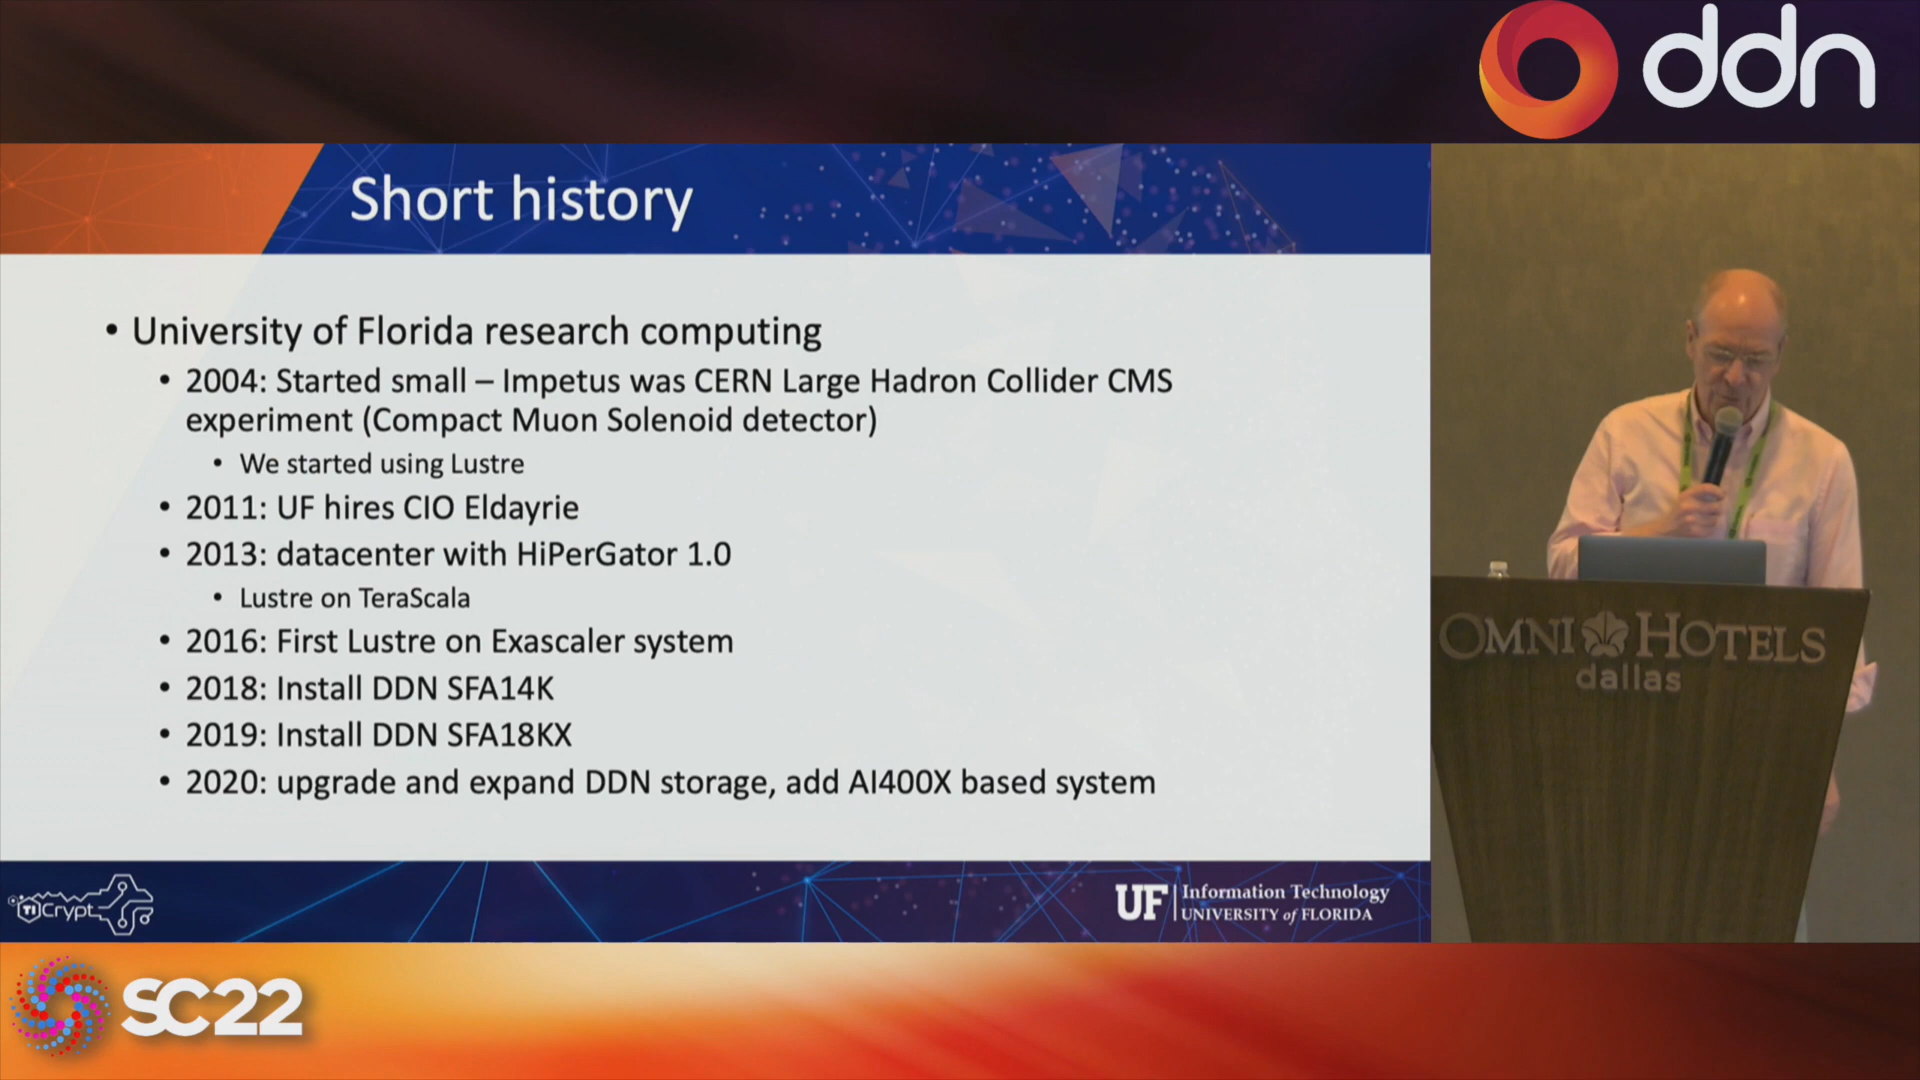 ddn
Short history
• University of Florida research computing
• 2004: Started small – Impetus was CERN Large Hadron Collider CMS
experiment (Compact Muon Solenoid detector)
• We started using Lustre
• 2011: UF hires CIO Eldayrie
• 2013: datacenter with HiPerGator 1.0
• Lustre on TeraScala
• 2016: First Lustre on Exascaler system
• 2018: Install DDN SFA14K
• 2019: Install DDN SFA18KX
• 2020: upgrade and expand DDN storage, add AI400X based system
OMNI HOTELS
dallas
TiCrypt
UF Information Technology
UNIVERSITY of FLORIDA
SC22